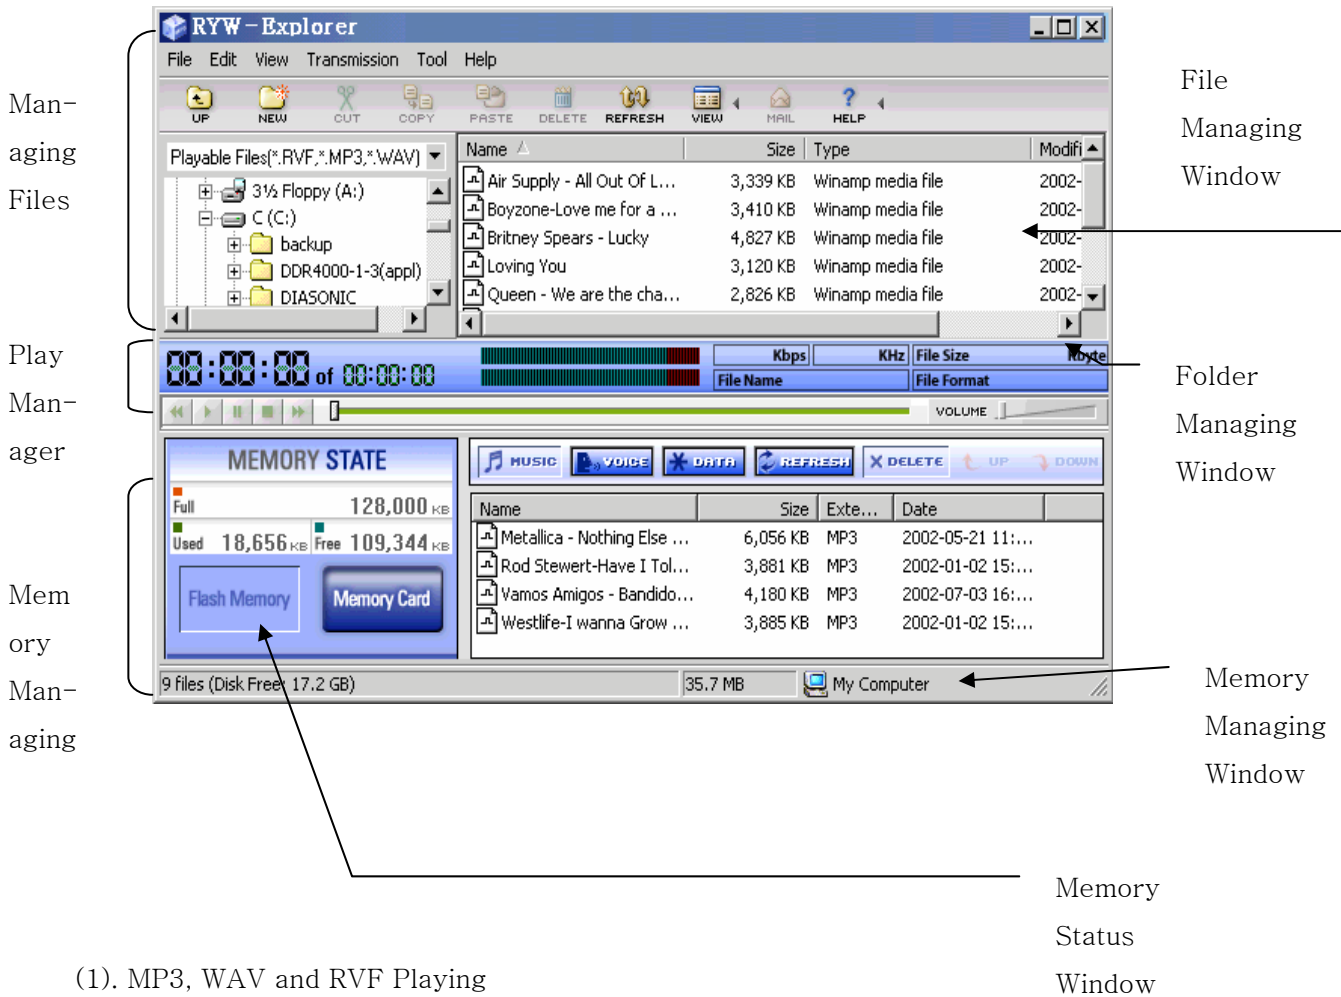 RYW-Explorer
File Edit View Transmission Tool Help
UP NEW CUT COPY PASTE DELETE REFRESH VIEW MAIL HELP
Man-
aging
Files
Playable Files(*.RVF,*.MP3,*.WAV)
3½ Floppy (A:)
C (C:)
backup
DDR4000-1-3(appl)
DIASONIC
Name Size Type Modifi
Air Supply - All Out Of L... 3,339 KB Winamp media file 2002-
Boyzone-Love me for a ... 3,410 KB Winamp media file 2002-
Britney Spears - Lucky 4,827 KB Winamp media file 2002-
Loving You 3,120 KB Winamp media file 2002-
Queen - We are the cha... 2,826 KB Winamp media file 2002-
File
Managing
Window
Play
Man-
ager
00:00:00 of 00:00:00
Kbps KHz File Size Kbyte
File Name File Format
VOLUME
Folder
Managing
Window
MEMORY STATE
Full 128,000 KB
Used 18,656 KB Free 109,344 KB
Flash Memory Memory Card
MUSIC VOICE DATA REFRESH DELETE UP DOWN
Name Size Exte... Date
Metallica - Nothing Else ... 6,056 KB MP3 2002-05-21 11:...
Rod Stewert-Have I Tol... 3,881 KB MP3 2002-01-02 15:...
Vamos Amigos - Bandido... 4,180 KB MP3 2002-07-03 16:...
Westlife-I wanna Grow ... 3,885 KB MP3 2002-01-02 15:...
Mem
ory
Man-
aging
9 files (Disk Free: 17.2 GB) 35.7 MB My Computer
Memory
Managing
Window
Memory
Status
Window
(1). MP3, WAV and RVF Playing